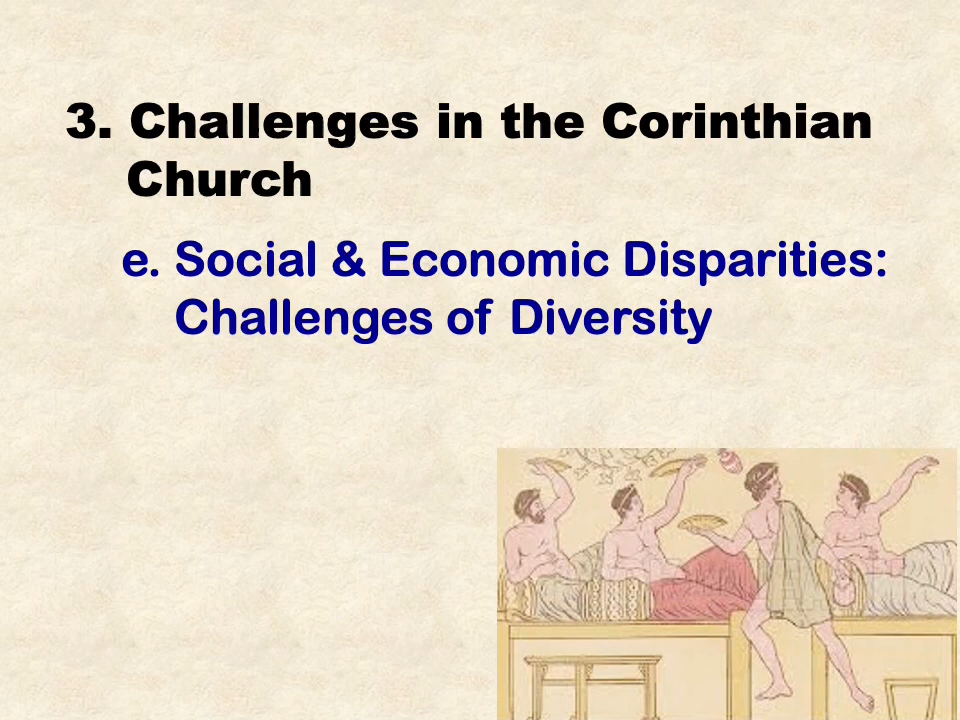 3. Challenges in the Corinthian
Church
e. Social & Economic Disparities:
Challenges of Diversity